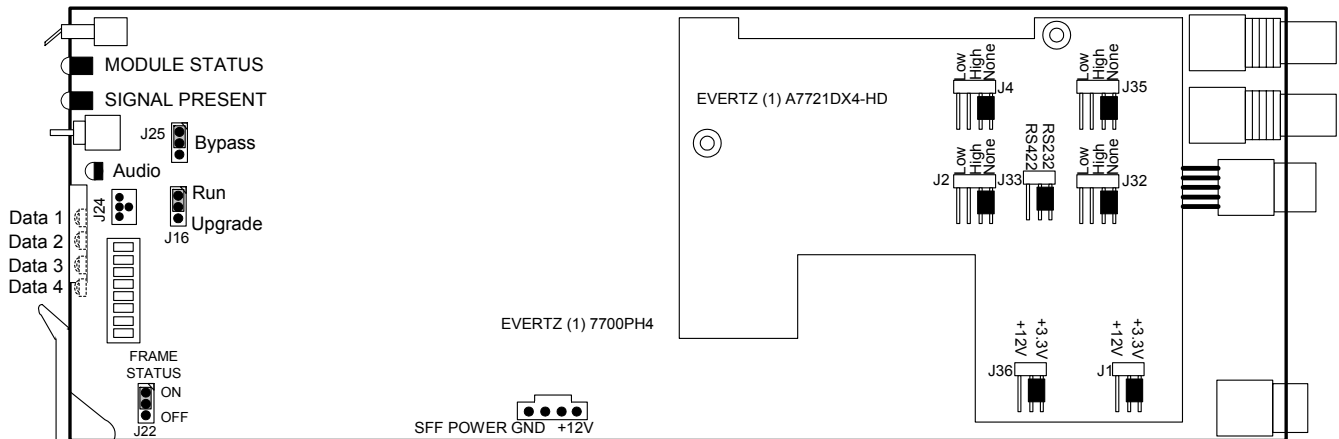 MODULE STATUS
SIGNAL PRESENT
J25
Bypass
Audio
J24
Run
Upgrade
J16
Data 1
Data 2
Data 3
Data 4
FRAME
STATUS
ON
OFF
J22
SFF POWER GND +12V
EVERTZ (1) 7700PH4
EVERTZ (1) A7721DX4-HD
Low
High
None
J4
Low
High
None
J35
Low
High
None
J2
RS422
RS232
J33
Low
High
None
J32
+12V
+3.3V
J36
+12V
+3.3V
J1